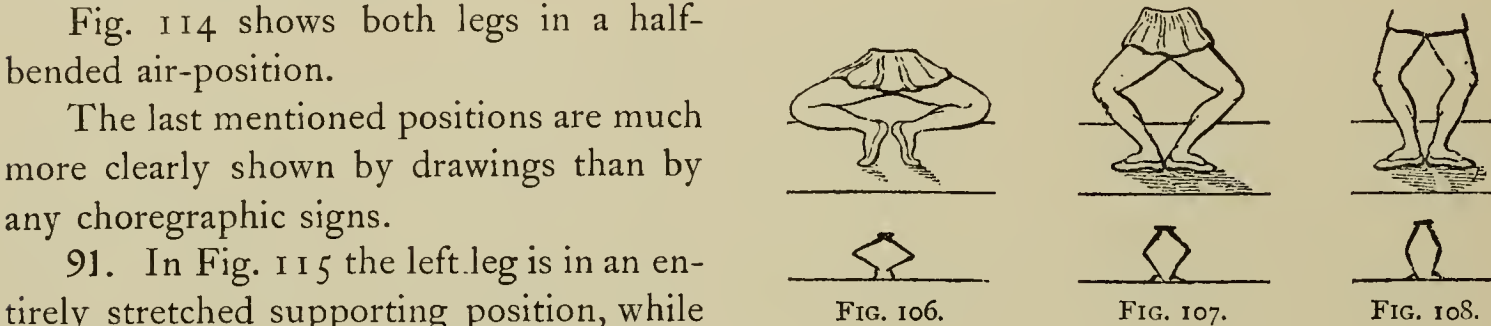 Fig. 114 shows both legs in a half-
bended air-position.
The last mentioned positions are much
more clearly shown by drawings than by
any choregraphic signs.
91. In Fig. 115 the left leg is in an en-
tirely stretched supporting position, while
Fig. 106.
Fig. 107.
Fig. 108.